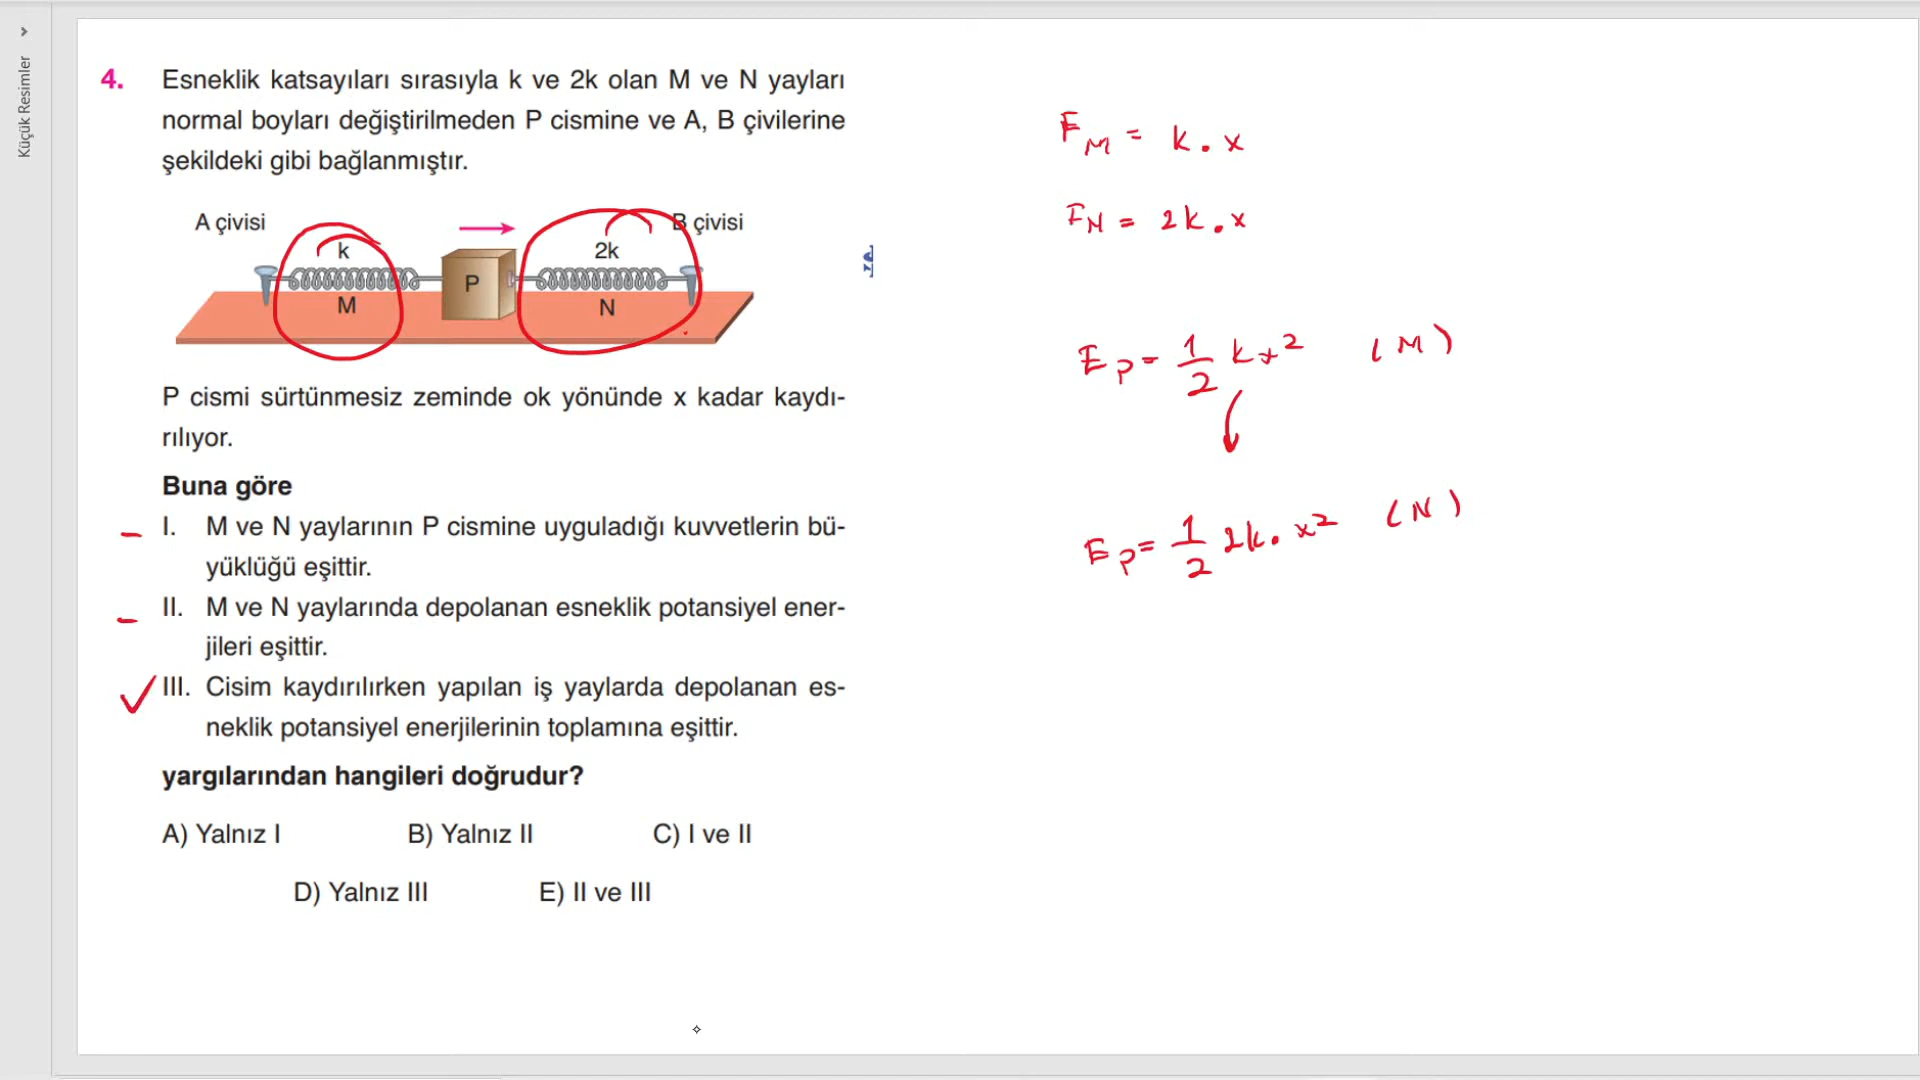 Küçük Resimler
4. Esneklik katsayıları sırasıyla k ve 2k olan M ve N yayları
normal boyları değiştirilmeden P cismine ve A, B çivilerine
şekildeki gibi bağlanmıştır.
A çivisi
B çivisi
k
2k
P
M
N
P cismi sürtünmesiz zeminde ok yönünde x kadar kaydı-
rılıyor.
Buna göre
I. M ve N yaylarının P cismine uyguladığı kuvvetlerin bü-
yüklüğü eşittir.
II. M ve N yaylarında depolanan esneklik potansiyel ener-
jileri eşittir.
III. Cisim kaydırılırken yapılan iş yaylarda depolanan es-
neklik potansiyel enerjilerinin toplamına eşittir.
yargılarından hangileri doğrudur?
A) Yalnız I B) Yalnız II C) I ve II
D) Yalnız III E) II ve III
F_M = k . x
F_N = 2k . x
E_P = 1/2 kx² (M)
E_P = 1/2 2k . x² (N)